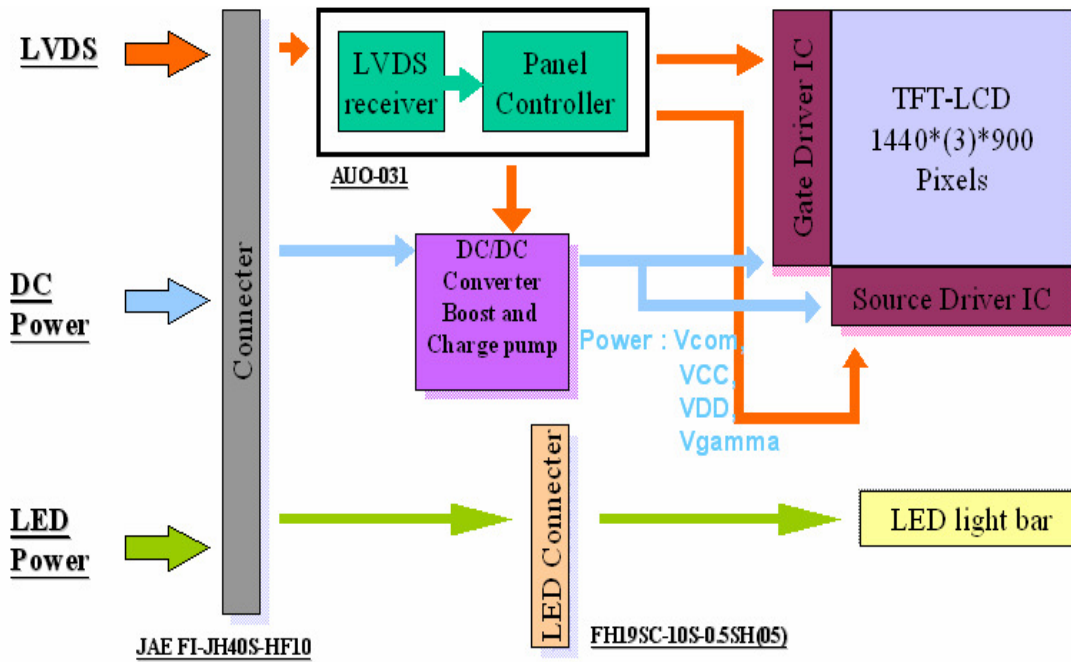 LVDS
DC
Power
LED
Power
Connecter
JAE FI-JH40S-HF10
LVDS
receiver
Panel
Controller
AUO-031
DC/DC
Converter
Boost and
Charge pump
Power : Vcom,
VCC,
VDD,
Vgamma
LED Connecter
FH19SC-10S-0.5SH(05)
Gate Driver IC
TFT-LCD
1440*(3)*900
Pixels
Source Driver IC
LED light bar